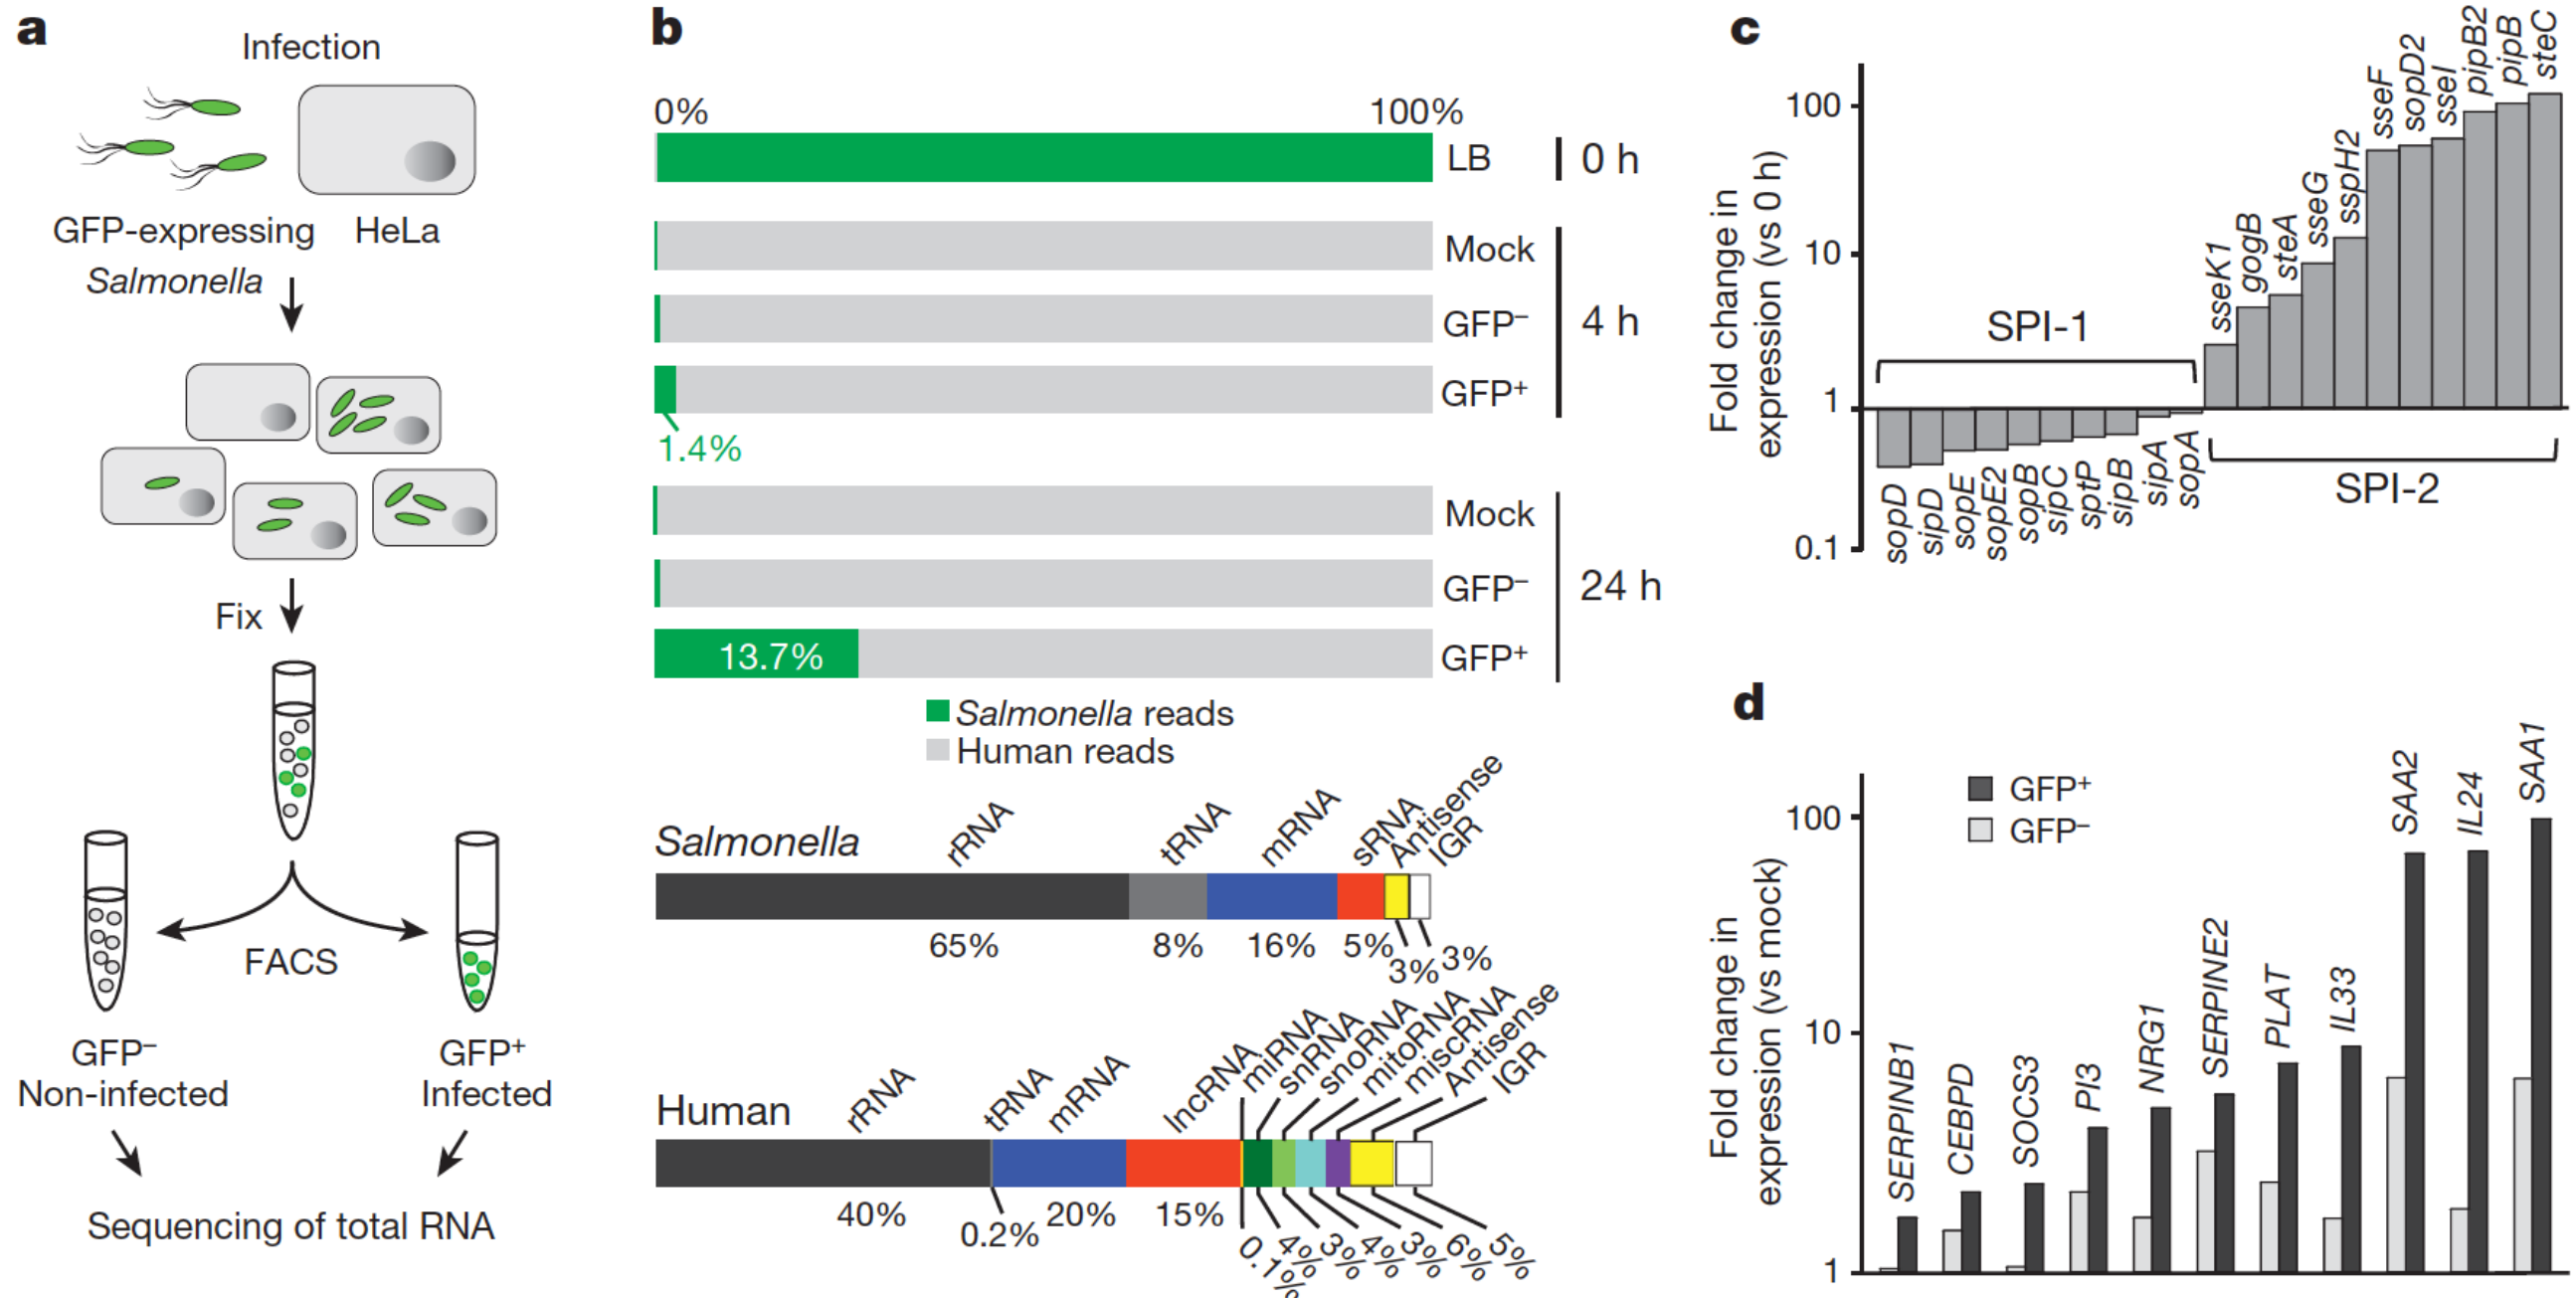 a
Infection
GFP-expressing
Salmonella
HeLa
Fix
FACS
GFP–
Non-infected
GFP+
Infected
Sequencing of total RNA
b
0%
100%
LB
0 h
Mock
GFP–
4 h
GFP+
1.4%
Mock
GFP–
24 h
GFP+
13.7%
Salmonella reads
Human reads
Salmonella
rRNA
tRNA
mRNA
sRNA
Antisense
IGR
65%
8%
16%
5%
3%
3%
Human
rRNA
tRNA
mRNA
lncRNA
miRNA
snRNA
snoRNA
mitoRNA
miscRNA
Antisense
IGR
40%
0.2%
20%
15%
0.1%
4%
3%
4%
3%
6%
5%
c
Fold change in
expression (vs 0 h)
100
10
1
0.1
SPI-1
sopD
sipD
sopE
sopE2
sopB
sipC
sptP
sipB
sipA
sopA
sseK1
gogB
steA
sseG
sspH2
sseF
sopD2
sseI
pipB2
pipB
steC
SPI-2
d
Fold change in
expression (vs mock)
100
10
1
GFP+
GFP–
SERPINB1
CEBPD
SOCS3
PI3
NRG1
SERPINE2
PLAT
IL33
SAA2
IL24
SAA1